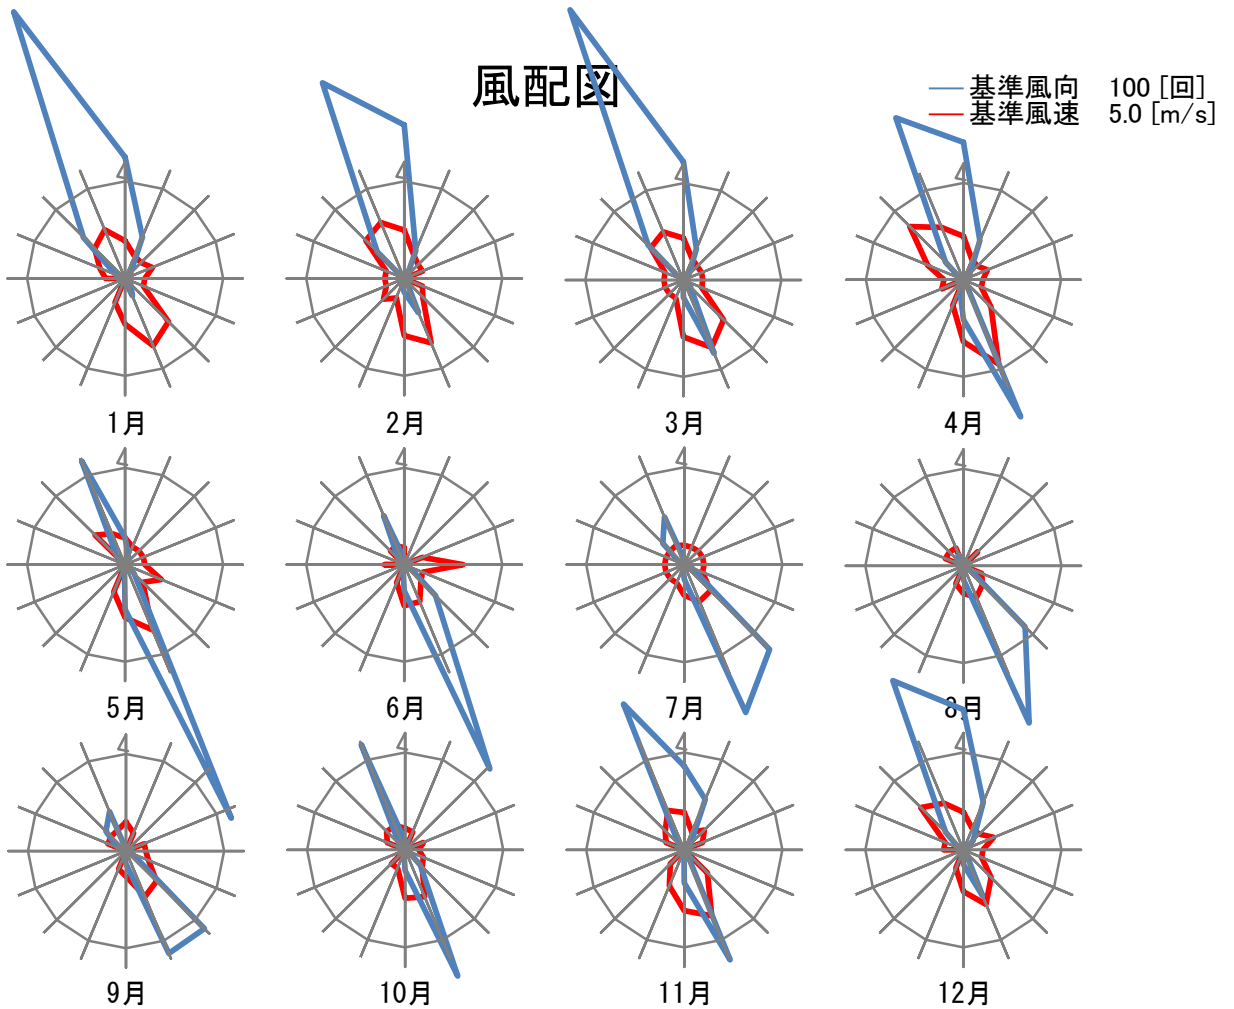 風配図
基準風向 100 [回]
基準風速 5.0 [m/s]
1月
2月
3月
4月
5月
6月
7月
8月
9月
10月
11月
12月